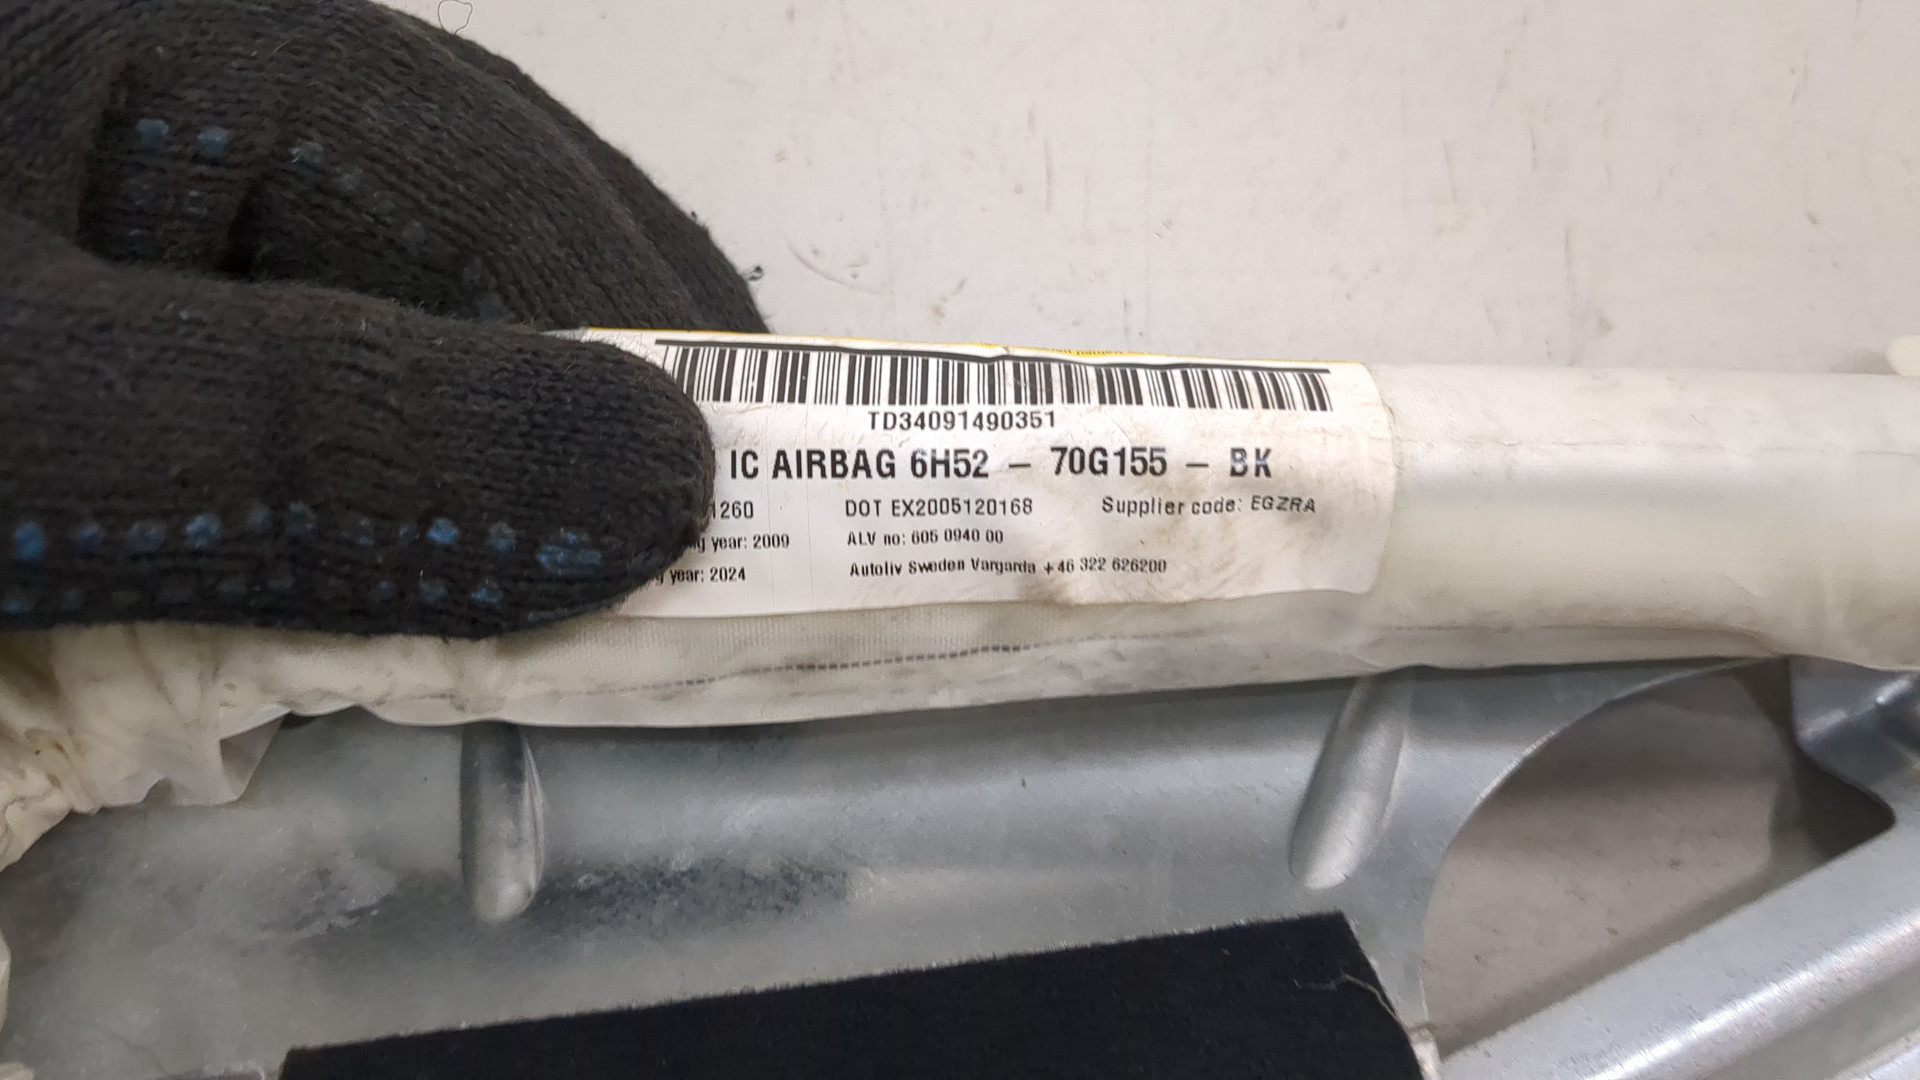 TD34091490351
IC AIRBAG 6H52 – 70G155 – BK
1260 DOT EX2005120168 Supplier code: EGZRA
year: 2009 ALV no: 605 0940 00
year: 2024 Autoliv Sweden Vargarda +46 322 626200